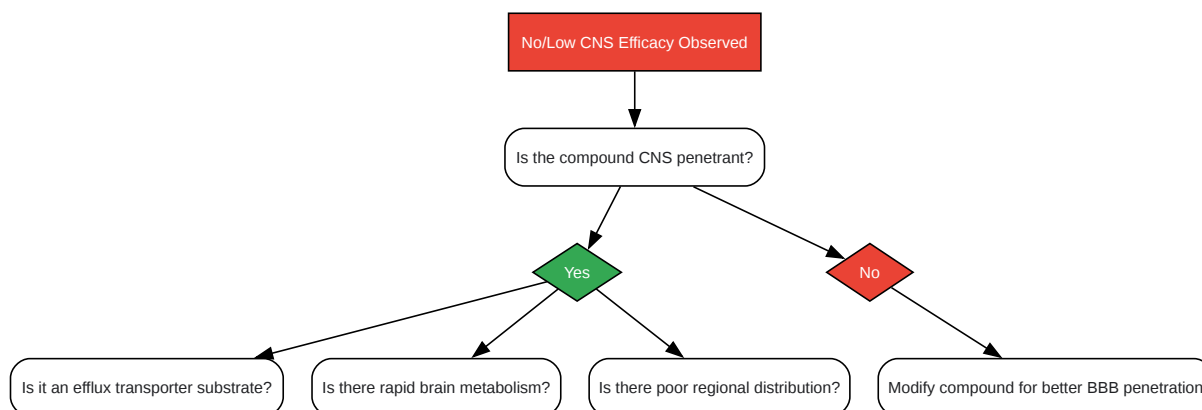 No/Low CNS Efficacy Observed
Is the compound CNS penetrant?
Yes
No
Is it an efflux transporter substrate?
Is there rapid brain metabolism?
Is there poor regional distribution?
Modify compound for better BBB penetration